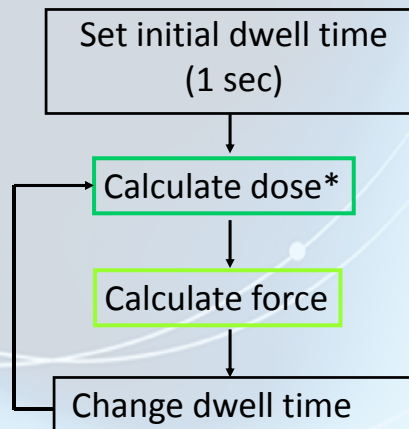 Set initial dwell time
(1 sec)
Calculate dose*
Calculate force
Change dwell time